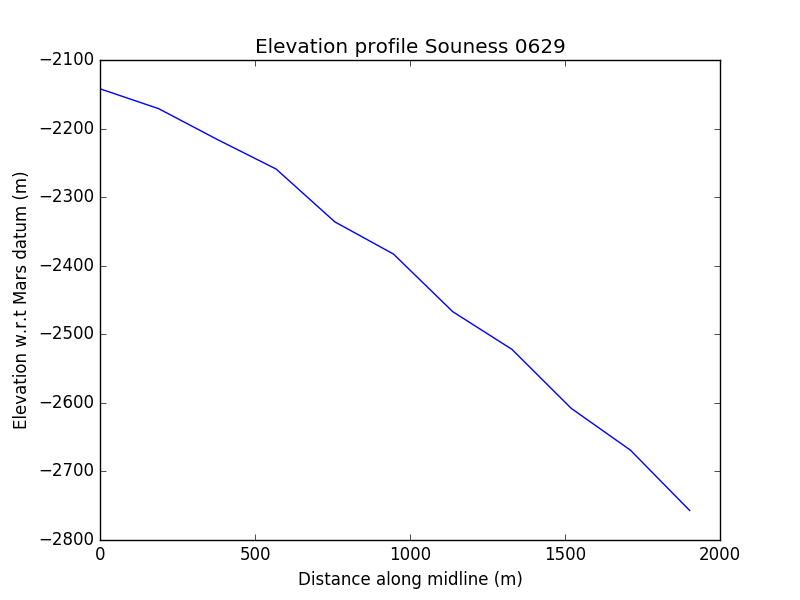 Elevation profile Souness 0629
−2100
−2200
−2300
−2400
−2500
−2600
−2700
−2800
Elevation w.r.t Mars datum (m)
0 500 1000 1500 2000
Distance along midline (m)